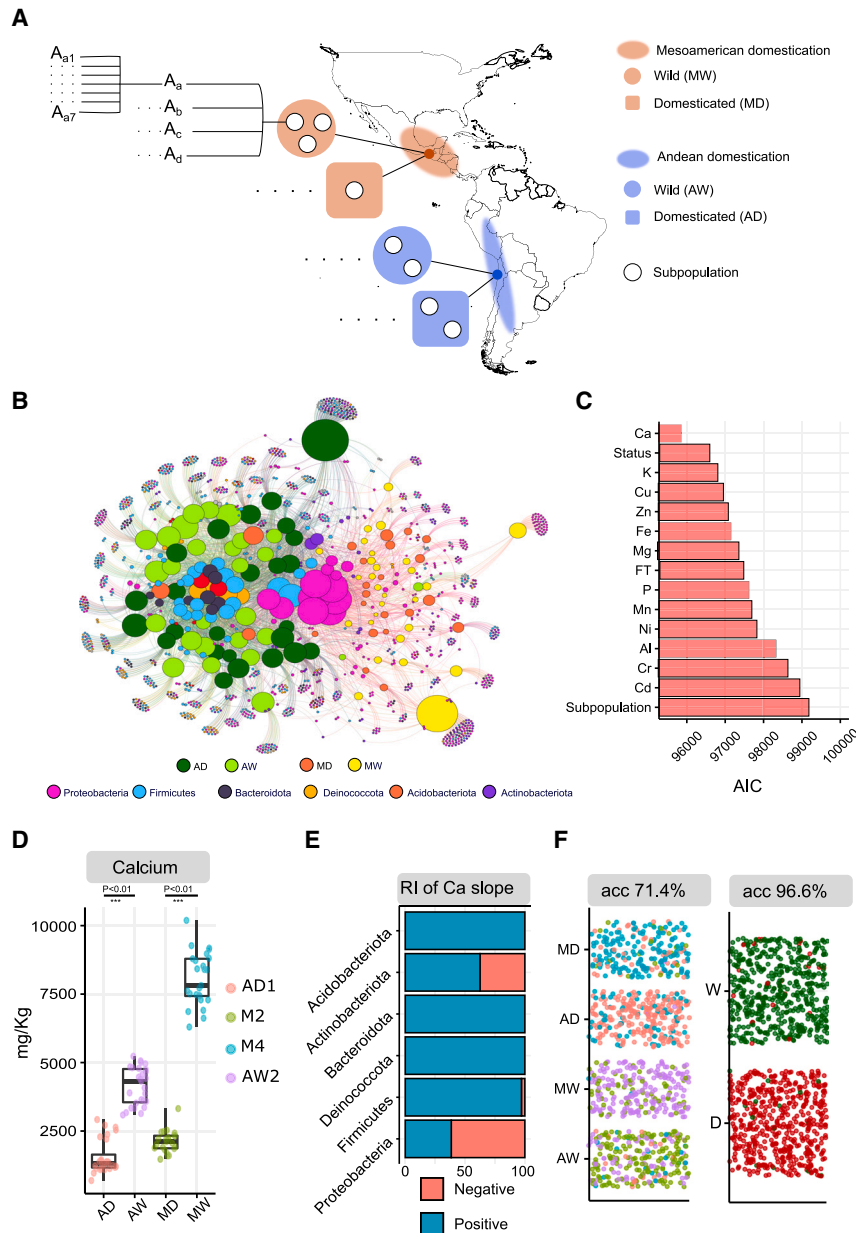 A
Aa1
Aa7
Aa
Ab
Ac
Ad
Mesoamerican domestication
Wild (MW)
Domesticated (MD)
Andean domestication
Wild (AW)
Domesticated (AD)
Subpopulation
B
AD
AW
MD
MW
Proteobacteria
Firmicutes
Bacteroidota
Deinococcota
Acidobacteriota
Actinobacteriota
C
Ca
Status
K
Cu
Zn
Fe
Mg
FT
P
Mn
Ni
Al
Cr
Cd
Subpopulation
96000
97000
98000
99000
100000
AIC
D
Calcium
P<0.01
***
P<0.01
***
10000
7500
5000
2500
mg/Kg
AD
AW
MD
MW
AD1
M2
M4
AW2
E
RI of Ca slope
Acidobacteriota
Actinobacteriota
Bacteroidota
Deinococcota
Firmicutes
Proteobacteria
0
50
100
Negative
Positive
F
acc 71.4%
MD
AD
MW
AW
acc 96.6%
W
D